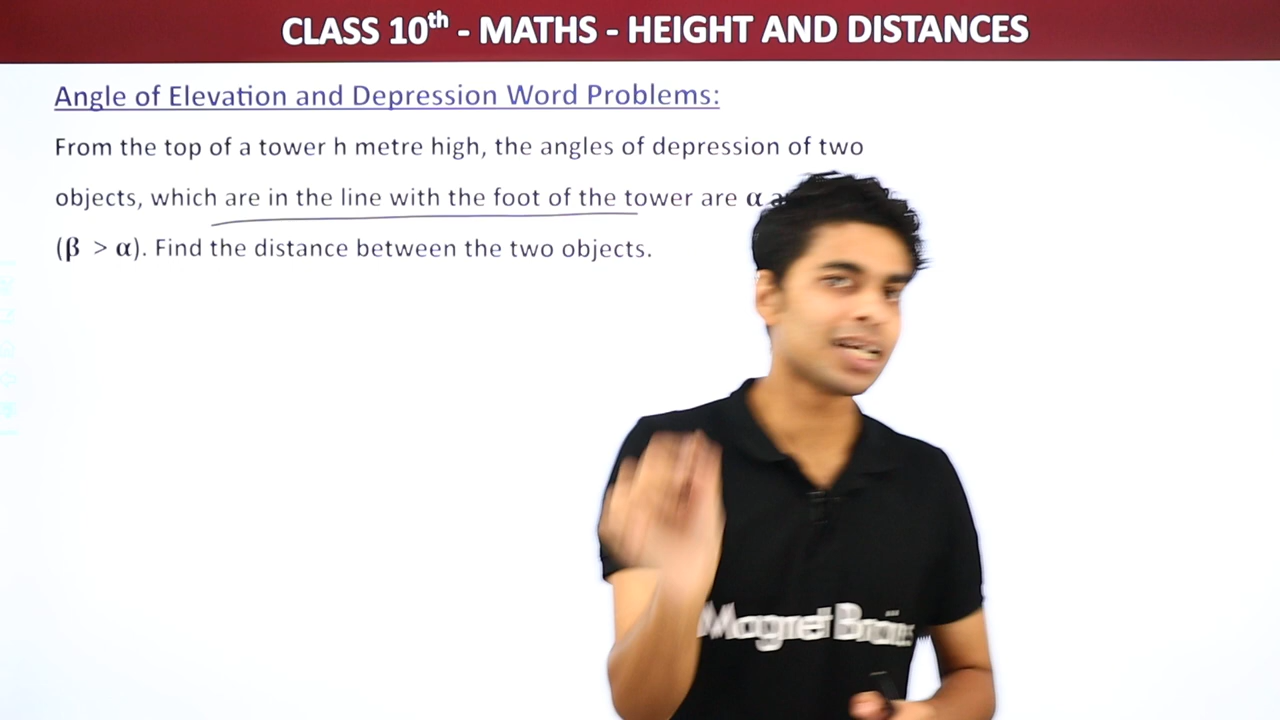 CLASS 10th - MATHS - HEIGHT AND DISTANCES
Angle of Elevation and Depression Word Problems:
From the top of a tower h metre high, the angles of depression of two
objects, which are in the line with the foot of the tower are α
(β > α). Find the distance between the two objects.
Magnet Brains